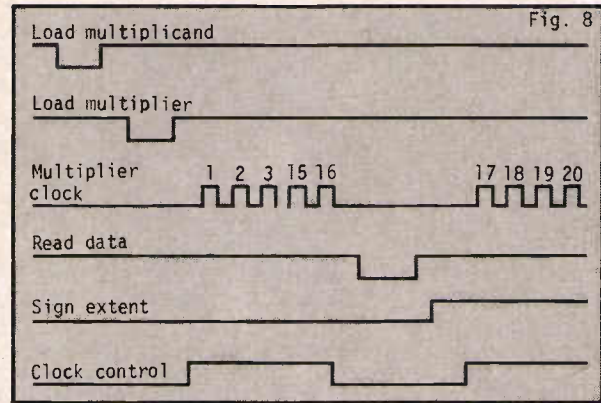 Fig. 8
Load multiplicand
Load multiplier
Multiplier clock
1 2 3 15 16 17 18 19 20
Read data
Sign extent
Clock control